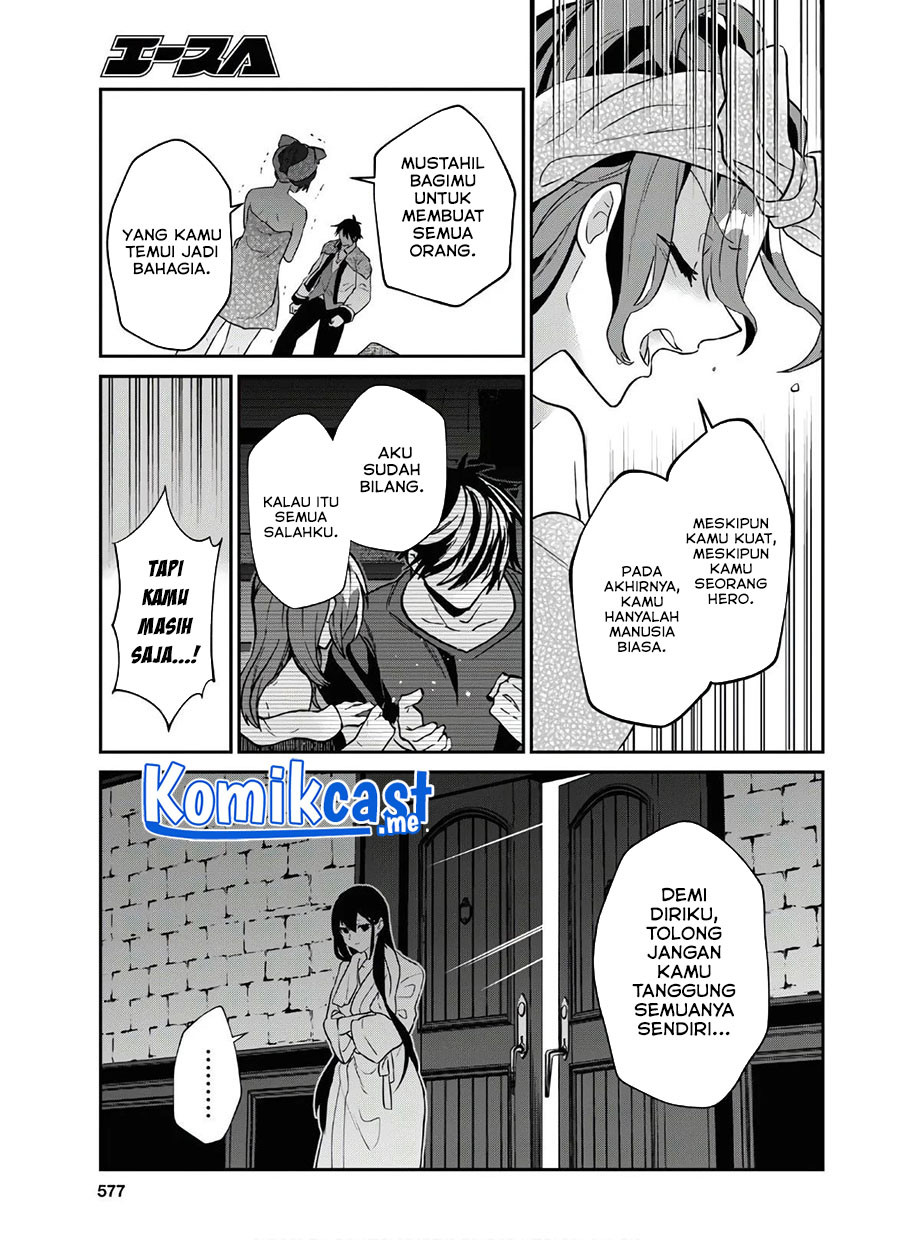 エースA
MESKIPUN
KAMU KUAT,
MESKIPUN
KAMU
SEORANG
HERO.
PADA
AKHIRNYA,
KAMU
HANYALAH
MANUSIA
BIASA.
MUSTAHIL
BAGIMU
UNTUK
MEMBUAT
SEMUA
ORANG.
YANG KAMU
TEMUI JADI
BAHAGIA.
AKU
SUDAH
BILANG.
KALAU ITU
SEMUA
SALAHKU.
TAPI
KAMU
MASIH
SAJA...!
Komikcast
.me
DEMI
DIRIKU,
TOLONG
JANGAN
KAMU
TANGGUNG
SEMUANYA
SENDIRI...
........
577